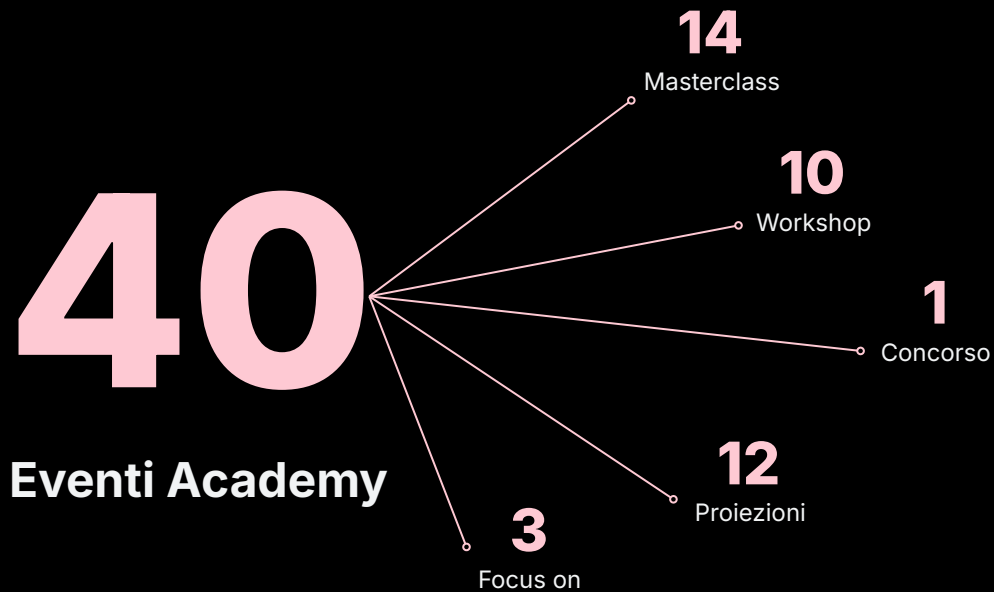 14
Masterclass
10
Workshop
40
1
Concorso
12
Proiezioni
Eventi Academy
3
Focus on